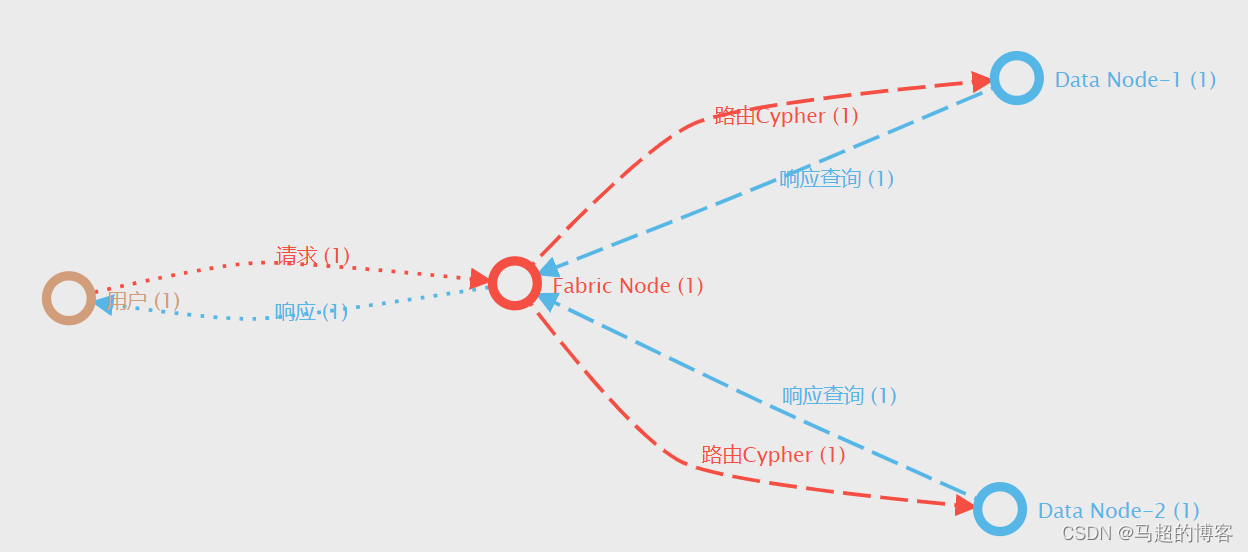 Data Node-1 (1)
路由Cypher (1)
响应查询 (1)
请求 (1)
Fabric Node (1)
用户 (1)
响应 (1)
响应查询 (1)
路由Cypher (1)
Data Node-2 (1)
CSDN @马超的博客